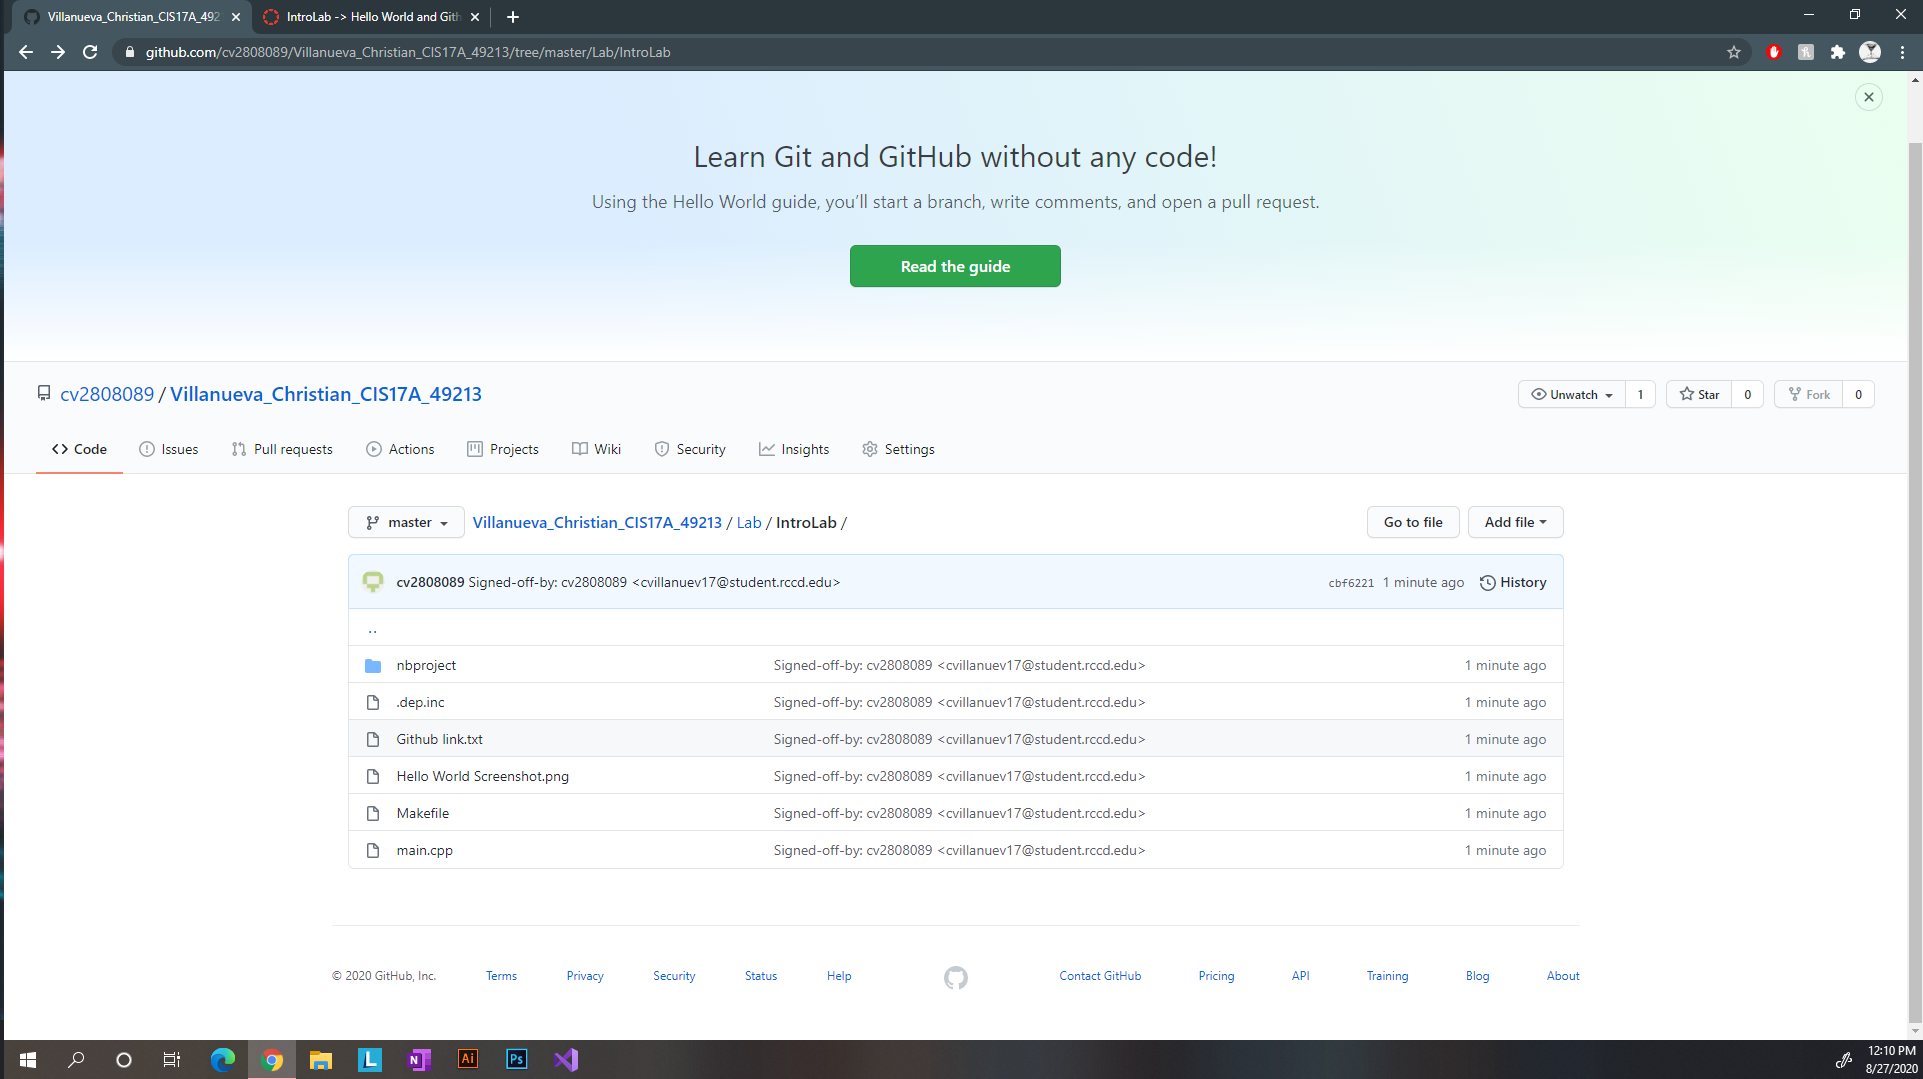 Villanueva_Christian_CIS17A_492
IntroLab -> Hello World and Gith
github.com/cv2808089/Villanueva_Christian_CIS17A_49213/tree/master/Lab/IntroLab
Learn Git and GitHub without any code!
Using the Hello World guide, you’ll start a branch, write comments, and open a pull request.
Read the guide
cv2808089 / Villanueva_Christian_CIS17A_49213
Unwatch 1 Star 0 Fork 0
Code Issues Pull requests Actions Projects Wiki Security Insights Settings
master Villanueva_Christian_CIS17A_49213 / Lab / IntroLab / Go to file Add file
cv2808089 Signed-off-by: cv2808089 <cvillanuev17@student.rccd.edu> cbf6221 1 minute ago History
..
nbproject Signed-off-by: cv2808089 <cvillanuev17@student.rccd.edu> 1 minute ago
.dep.inc Signed-off-by: cv2808089 <cvillanuev17@student.rccd.edu> 1 minute ago
Github link.txt Signed-off-by: cv2808089 <cvillanuev17@student.rccd.edu> 1 minute ago
Hello World Screenshot.png Signed-off-by: cv2808089 <cvillanuev17@student.rccd.edu> 1 minute ago
Makefile Signed-off-by: cv2808089 <cvillanuev17@student.rccd.edu> 1 minute ago
main.cpp Signed-off-by: cv2808089 <cvillanuev17@student.rccd.edu> 1 minute ago
© 2020 GitHub, Inc. Terms Privacy Security Status Help Contact GitHub Pricing API Training Blog About
L N Ai Ps
12:10 PM
8/27/2020